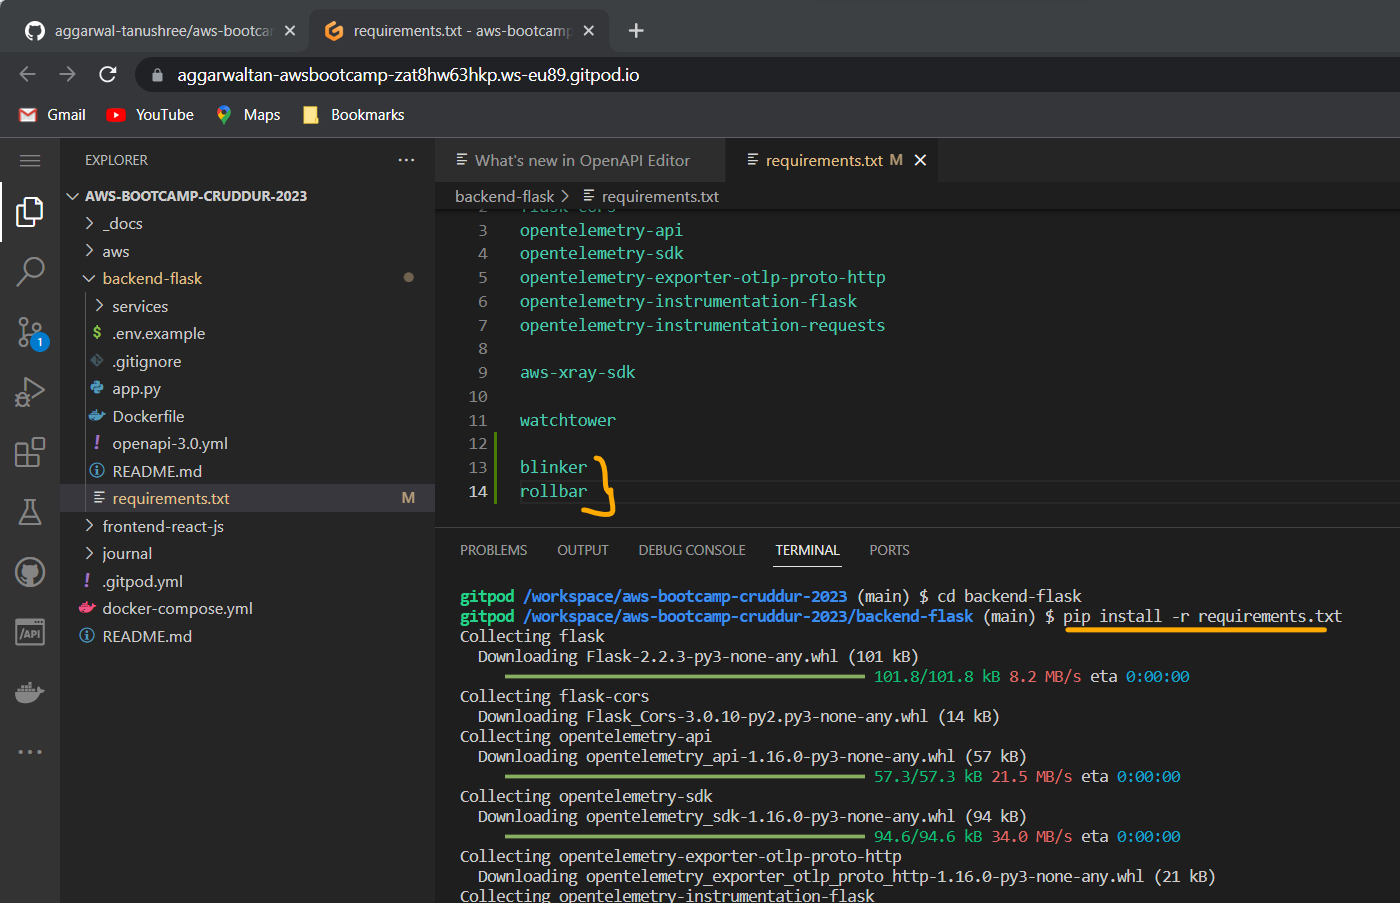 aggarwal-tanushree/aws-bootca
requirements.txt - aws-bootcamp
aggarwaltan-awsbootcamp-zat8hw63hkp.ws-eu89.gitpod.io
Gmail YouTube Maps Bookmarks
EXPLORER
AWS-BOOTCAMP-CRUDDUR-2023
_docs
aws
backend-flask
services
$ .env.example
.gitignore
app.py
Dockerfile
! openapi-3.0.yml
README.md
requirements.txt M
frontend-react-js
journal
! .gitpod.yml
docker-compose.yml
README.md
1
/API
What's new in OpenAPI Editor
requirements.txt M
backend-flask > requirements.txt
2 flask-cors
3 opentelemetry-api
4 opentelemetry-sdk
5 opentelemetry-exporter-otlp-proto-http
6 opentelemetry-instrumentation-flask
7 opentelemetry-instrumentation-requests
8
9 aws-xray-sdk
10
11 watchtower
12
13 blinker
14 rollbar
PROBLEMS OUTPUT DEBUG CONSOLE TERMINAL PORTS
gitpod /workspace/aws-bootcamp-cruddur-2023 (main) $ cd backend-flask
gitpod /workspace/aws-bootcamp-cruddur-2023/backend-flask (main) $ pip install -r requirements.txt
Collecting flask
Downloading Flask-2.2.3-py3-none-any.whl (101 kB)
101.8/101.8 kB 8.2 MB/s eta 0:00:00
Collecting flask-cors
Downloading Flask_Cors-3.0.10-py2.py3-none-any.whl (14 kB)
Collecting opentelemetry-api
Downloading opentelemetry_api-1.16.0-py3-none-any.whl (57 kB)
57.3/57.3 kB 21.5 MB/s eta 0:00:00
Collecting opentelemetry-sdk
Downloading opentelemetry_sdk-1.16.0-py3-none-any.whl (94 kB)
94.6/94.6 kB 34.0 MB/s eta 0:00:00
Collecting opentelemetry-exporter-otlp-proto-http
Downloading opentelemetry_exporter_otlp_proto_http-1.16.0-py3-none-any.whl (21 kB)
Collecting opentelemetry-instrumentation-flask